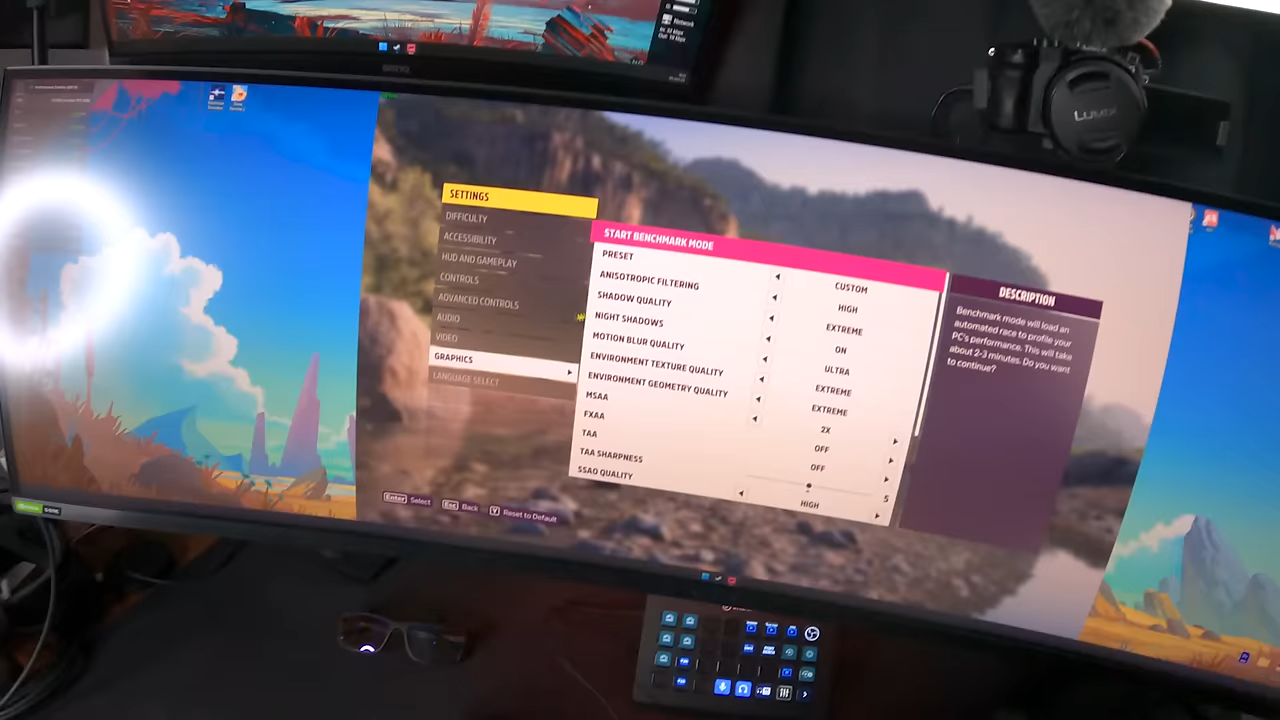 Network
BENQ
LUMIX
SETTINGS
DIFFICULTY
ACCESSIBILITY
HUD AND GAMEPLAY
CONTROLS
ADVANCED CONTROLS
AUDIO
VIDEO
GRAPHICS
LANGUAGE SELECT
START BENCHMARK MODE
PRESET CUSTOM
ANISOTROPIC FILTERING HIGH
SHADOW QUALITY EXTREME
NIGHT SHADOWS ON
MOTION BLUR QUALITY ULTRA
ENVIRONMENT TEXTURE QUALITY EXTREME
ENVIRONMENT GEOMETRY QUALITY EXTREME
MSAA 2X
FXAA OFF
TAA OFF
TAA SHARPNESS 5
SSAO QUALITY HIGH
DESCRIPTION
Benchmark mode will load an
automated race to profile your
PC's performance. This will take
about 2-3 minutes. Do you want
to continue?
Enter Select
Esc Back
Y Reset to Default